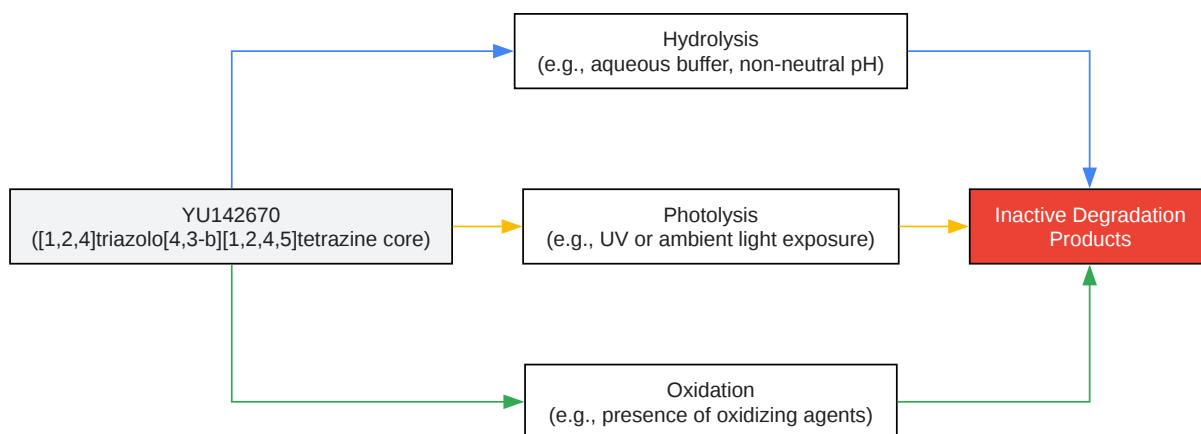 Hydrolysis
(e.g., aqueous buffer, non-neutral pH)
YU142670
([1,2,4]triazolo[4,3-b][1,2,4,5]tetrazine core)
Photolysis
(e.g., UV or ambient light exposure)
Inactive Degradation
Products
Oxidation
(e.g., presence of oxidizing agents)